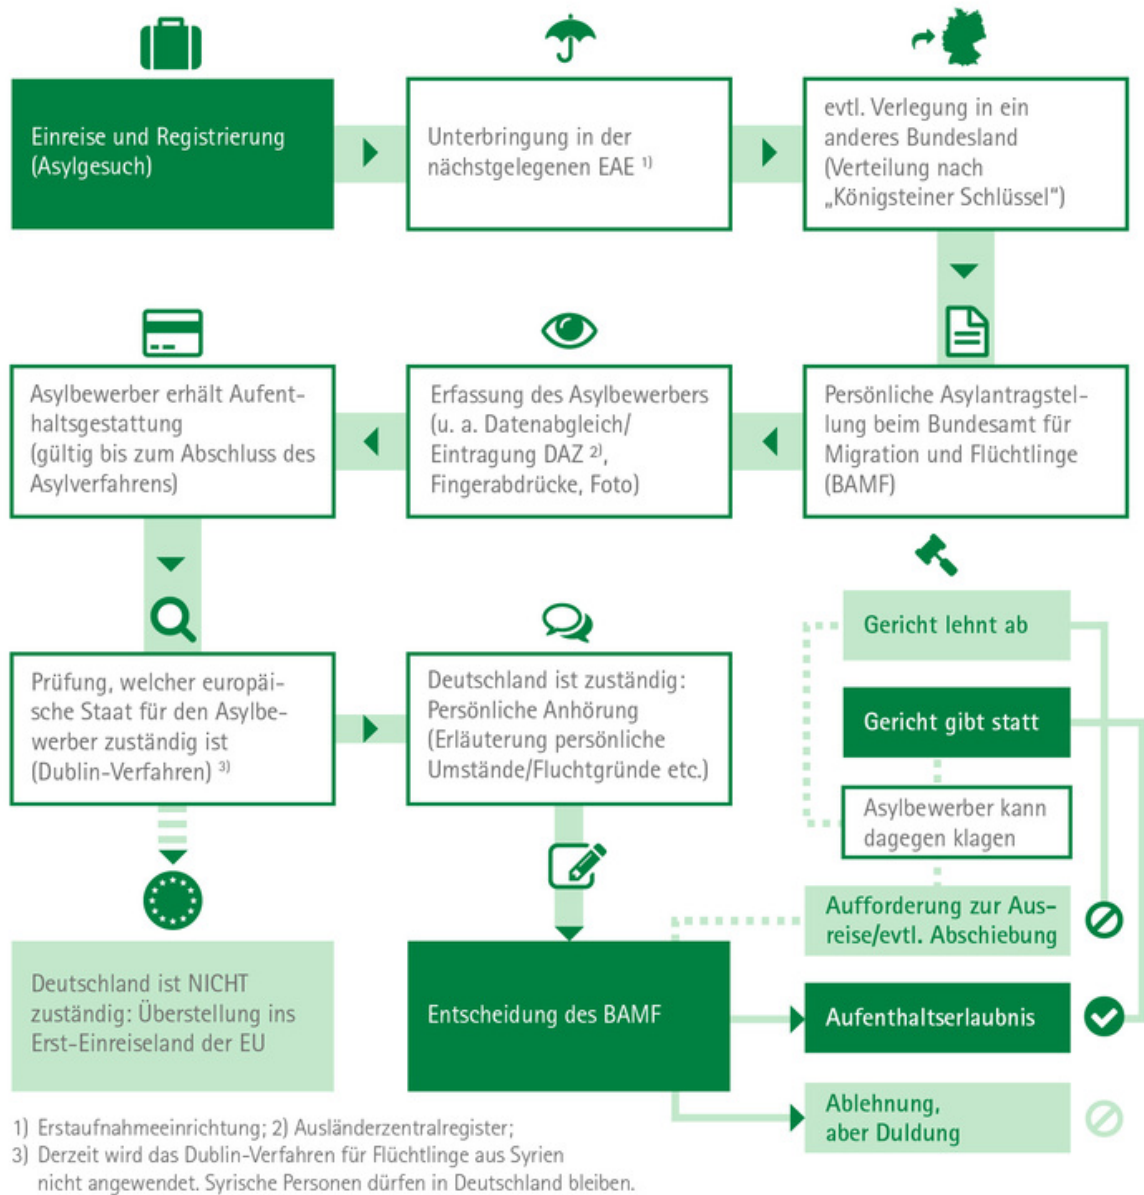 Einreise und Registrierung
(Asylgesuch)
Unterbringung in der
nächstgelegenen EAE 1)
evtl. Verlegung in ein
anderes Bundesland
(Verteilung nach
„Königsteiner Schlüssel“)
Persönliche Asylantragstel-
lung beim Bundesamt für
Migration und Flüchtlinge
(BAMF)
Erfassung des Asylbewerbers
(u. a. Datenabgleich/
Eintragung DAZ 2),
Fingerabdrücke, Foto)
Asylbewerber erhält Aufent-
haltsgestattung
(gültig bis zum Abschluss des
Asylverfahrens)
Prüfung, welcher europäi-
sche Staat für den Asylbe-
werber zuständig ist
(Dublin-Verfahren) 3)
Deutschland ist NICHT
zuständig: Überstellung ins
Erst-Einreiseland der EU
Deutschland ist zuständig:
Persönliche Anhörung
(Erläuterung persönliche
Umstände/Fluchtgründe etc.)
Entscheidung des BAMF
Gericht lehnt ab
Gericht gibt statt
Asylbewerber kann
dagegen klagen
Aufforderung zur Aus-
reise/evtl. Abschiebung
Aufenthaltserlaubnis
Ablehnung,
aber Duldung
1) Erstaufnahmeeinrichtung; 2) Ausländerzentralregister;
3) Derzeit wird das Dublin-Verfahren für Flüchtlinge aus Syrien
nicht angewendet. Syrische Personen dürfen in Deutschland bleiben.